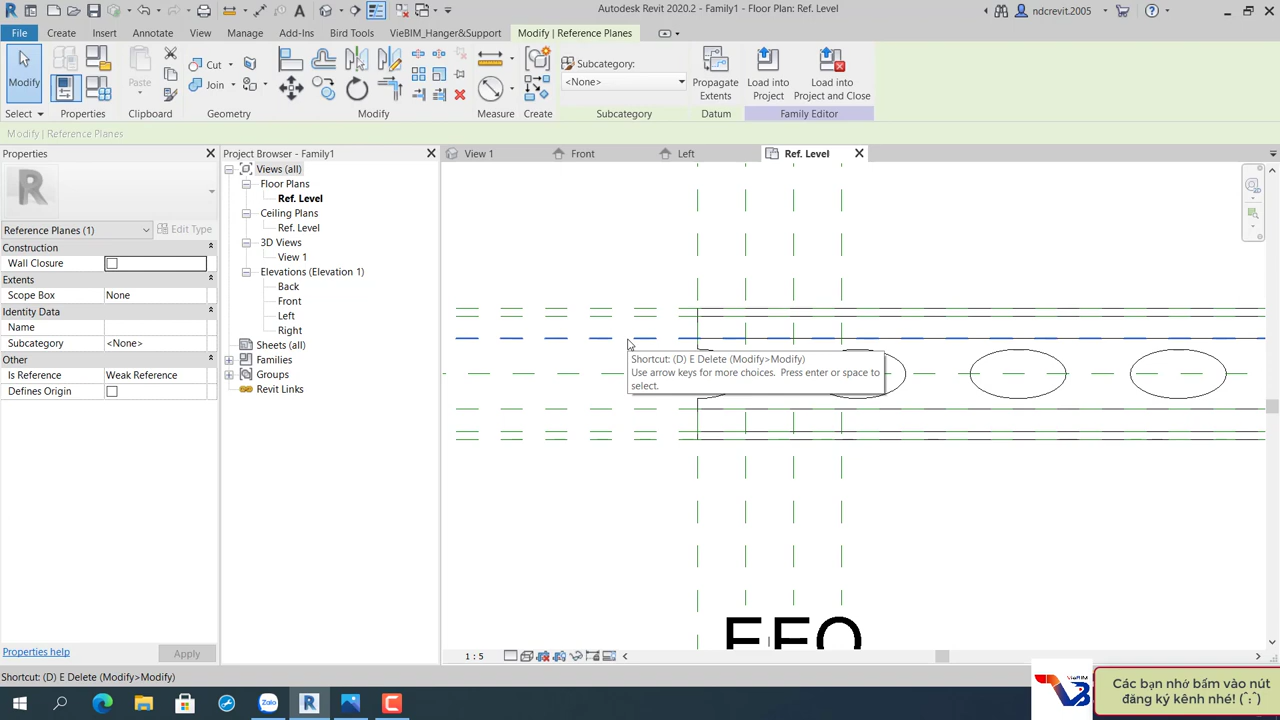 Autodesk Revit 2020.2 - Family1 - Floor Plan: Ref. Level
ndcrevit.2005
File Create Insert Annotate View Manage Add-Ins Bird Tools VieBIM_Hanger&Support Modify | Reference Planes
Modify
Paste
Cut
Join
Subcategory:
<None>
Propagate
Extents
Load into
Project
Load into
Project and Close
Select Properties Clipboard Geometry Modify Measure Create Subcategory Datum Family Editor
Modify | Reference Planes
Properties
Reference Planes (1)
Edit Type
Construction
Wall Closure
Extents
Scope Box None
Identity Data
Name
Subcategory <None>
Other
Is Reference Weak Reference
Defines Origin
Properties help
Apply
Project Browser - Family1
Views (all)
Floor Plans
Ref. Level
Ceiling Plans
Ref. Level
3D Views
View 1
Elevations (Elevation 1)
Back
Front
Left
Right
Sheets (all)
Families
Groups
Revit Links
View 1 Front Left Ref. Level
Shortcut: (D) E Delete (Modify>Modify)
Use arrow keys for more choices. Press enter or space to
select.
1 : 5
Shortcut: (D) E Delete (Modify>Modify)
Zalo
VieBIM
Các bạn nhớ bấm vào nút
đăng ký kênh nhé! (ˆ:ˆ)